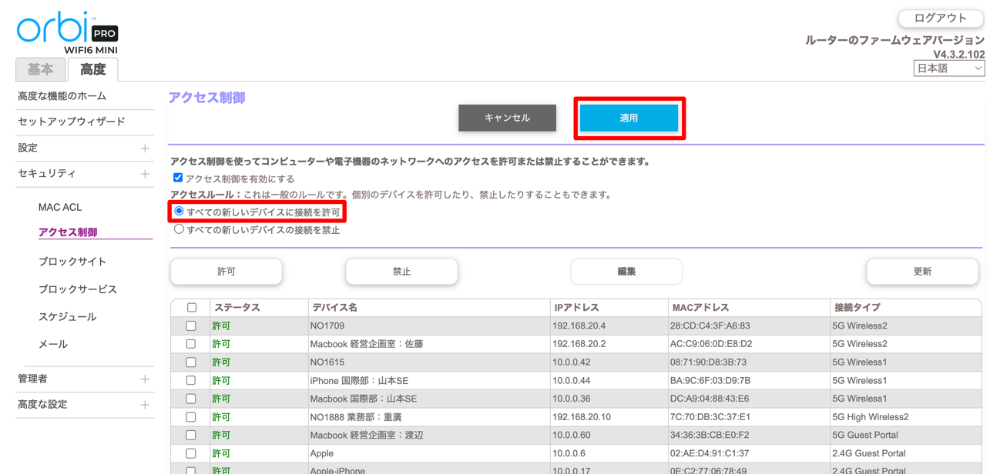 orbi™ PRO
WIFI6 MINI
ログアウト
ルーターのファームウェアバージョン
V4.3.2.102
日本語
基本
高度
高度な機能のホーム
セットアップウィザード
設定
セキュリティ
MAC ACL
アクセス制御
ブロックサイト
ブロックサービス
スケジュール
メール
管理者
高度な設定
アクセス制御
キャンセル
適用
アクセス制御を使ってコンピューターや電子機器のネットワークへのアクセスを許可または禁止することができます。
アクセス制御を有効にする
アクセスルール：これは一般のルールです。個別のデバイスを許可したり、禁止したりすることもできます。
すべての新しいデバイスに接続を許可
すべての新しいデバイスの接続を禁止
許可 禁止 編集 更新
ステータス デバイス名 IPアドレス MACアドレス 接続タイプ
許可 NO1709 192.168.20.4 28:CD:C4:3F:A6:83 5G Wireless2
許可 Macbook 経営企画室：佐藤 192.168.20.2 AC:C9:06:0D:E8:D2 5G Wireless2
許可 NO1615 10.0.0.42 08:71:90:D8:3B:73 5G Wireless1
許可 iPhone 国際部：山本SE 10.0.0.44 BA:9C:6F:03:D9:7B 5G Wireless1
許可 Macbook 国際部：山本SE 10.0.0.36 DC:A9:04:88:43:E6 5G Wireless1
許可 NO1888 業務部：重廣 192.168.20.10 7C:70:DB:3C:37:E1 5G High Wireless2
許可 Macbook 経営企画室：渡辺 10.0.0.60 34:36:3B:CB:E0:F2 5G Guest Portal
許可 Apple 10.0.0.6 02:AE:D4:91:C1:37 2.4G Guest Portal
許可 Apple-iPhone 10.0.0.17 0E:C2:77:06:78:49 2.4G Guest Portal